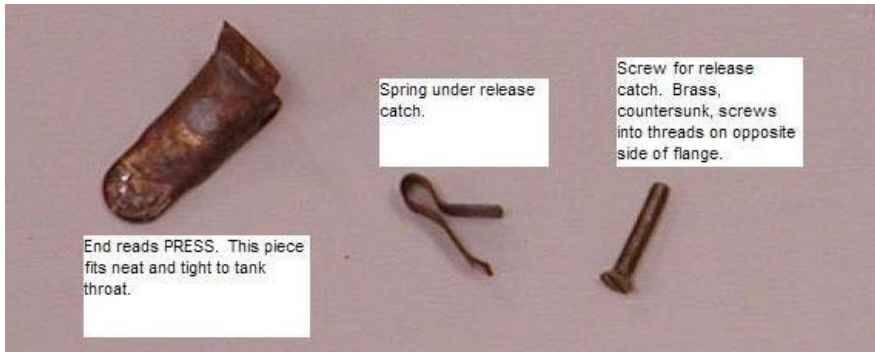 Spring under release
catch.
Screw for release
catch. Brass,
countersunk, screws
into threads on opposite
side of flange.
End reads PRESS. This piece
fits neat and tight to tank
throat.